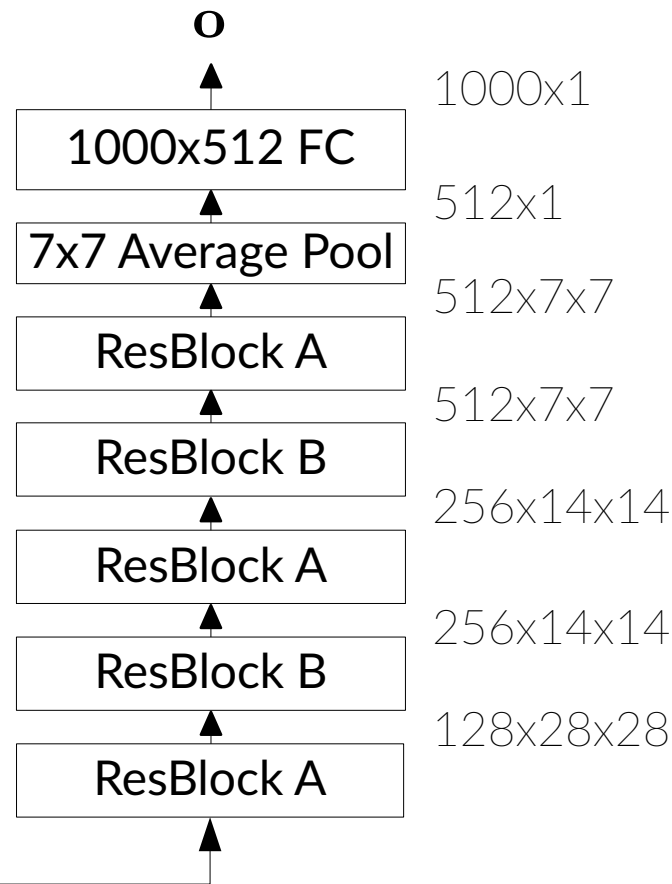 o
1000x1
1000x512 FC
512x1
7x7 Average Pool
512x7x7
ResBlock A
512x7x7
ResBlock B
256x14x14
ResBlock A
256x14x14
ResBlock B
128x28x28
ResBlock A